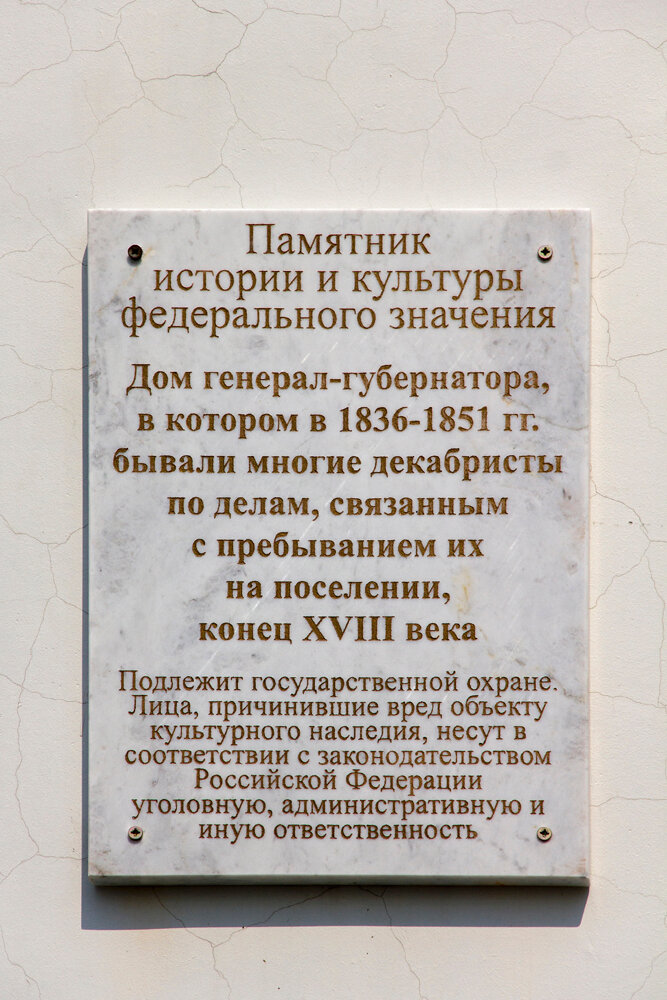 Памятник
истории и культуры
федерального значения
Дом генерал-губернатора,
в котором в 1836-1851 гг.
бывали многие декабристы
по делам, связанным
с пребыванием их
на поселении,
конец XVIII века
Подлежит государственной охране.
Лица, причинившие вред объекту
культурного наследия, несут в
соответствии с законодательством
Российской Федерации
уголовную, административную и
иную ответственность